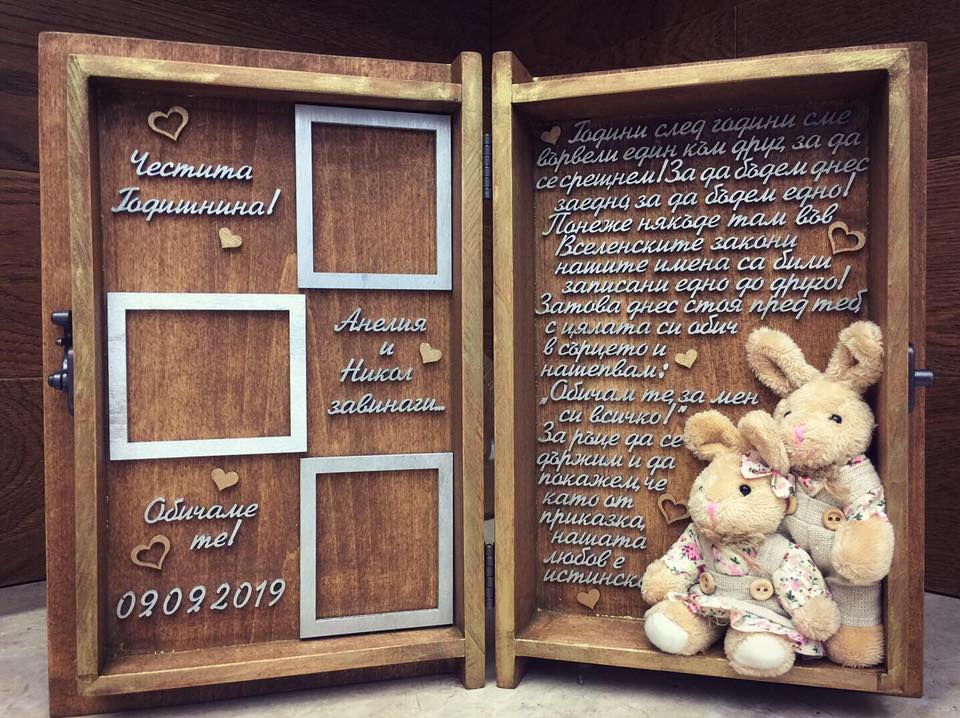 Честита
Годишнина!
Анелия
и
Никол
завинаги...
Обичаме
те!
02.02.2019
Години след години сме
вървели един към друг, за да
се срещнем! За да бъдем днес
заедно, за да бъдем едно!
Понеже някъде там във
Вселенските закони
нашите имена са били
записани едно до друго!
Затова днес стоя пред теб,
с цялата си обич
в сърцето и
нашепвам:
„Обичам те, за мен
си всичко!"
За ръце да се
държим и да
покажем, че
като от
приказка,
нашата
любов е
истинска